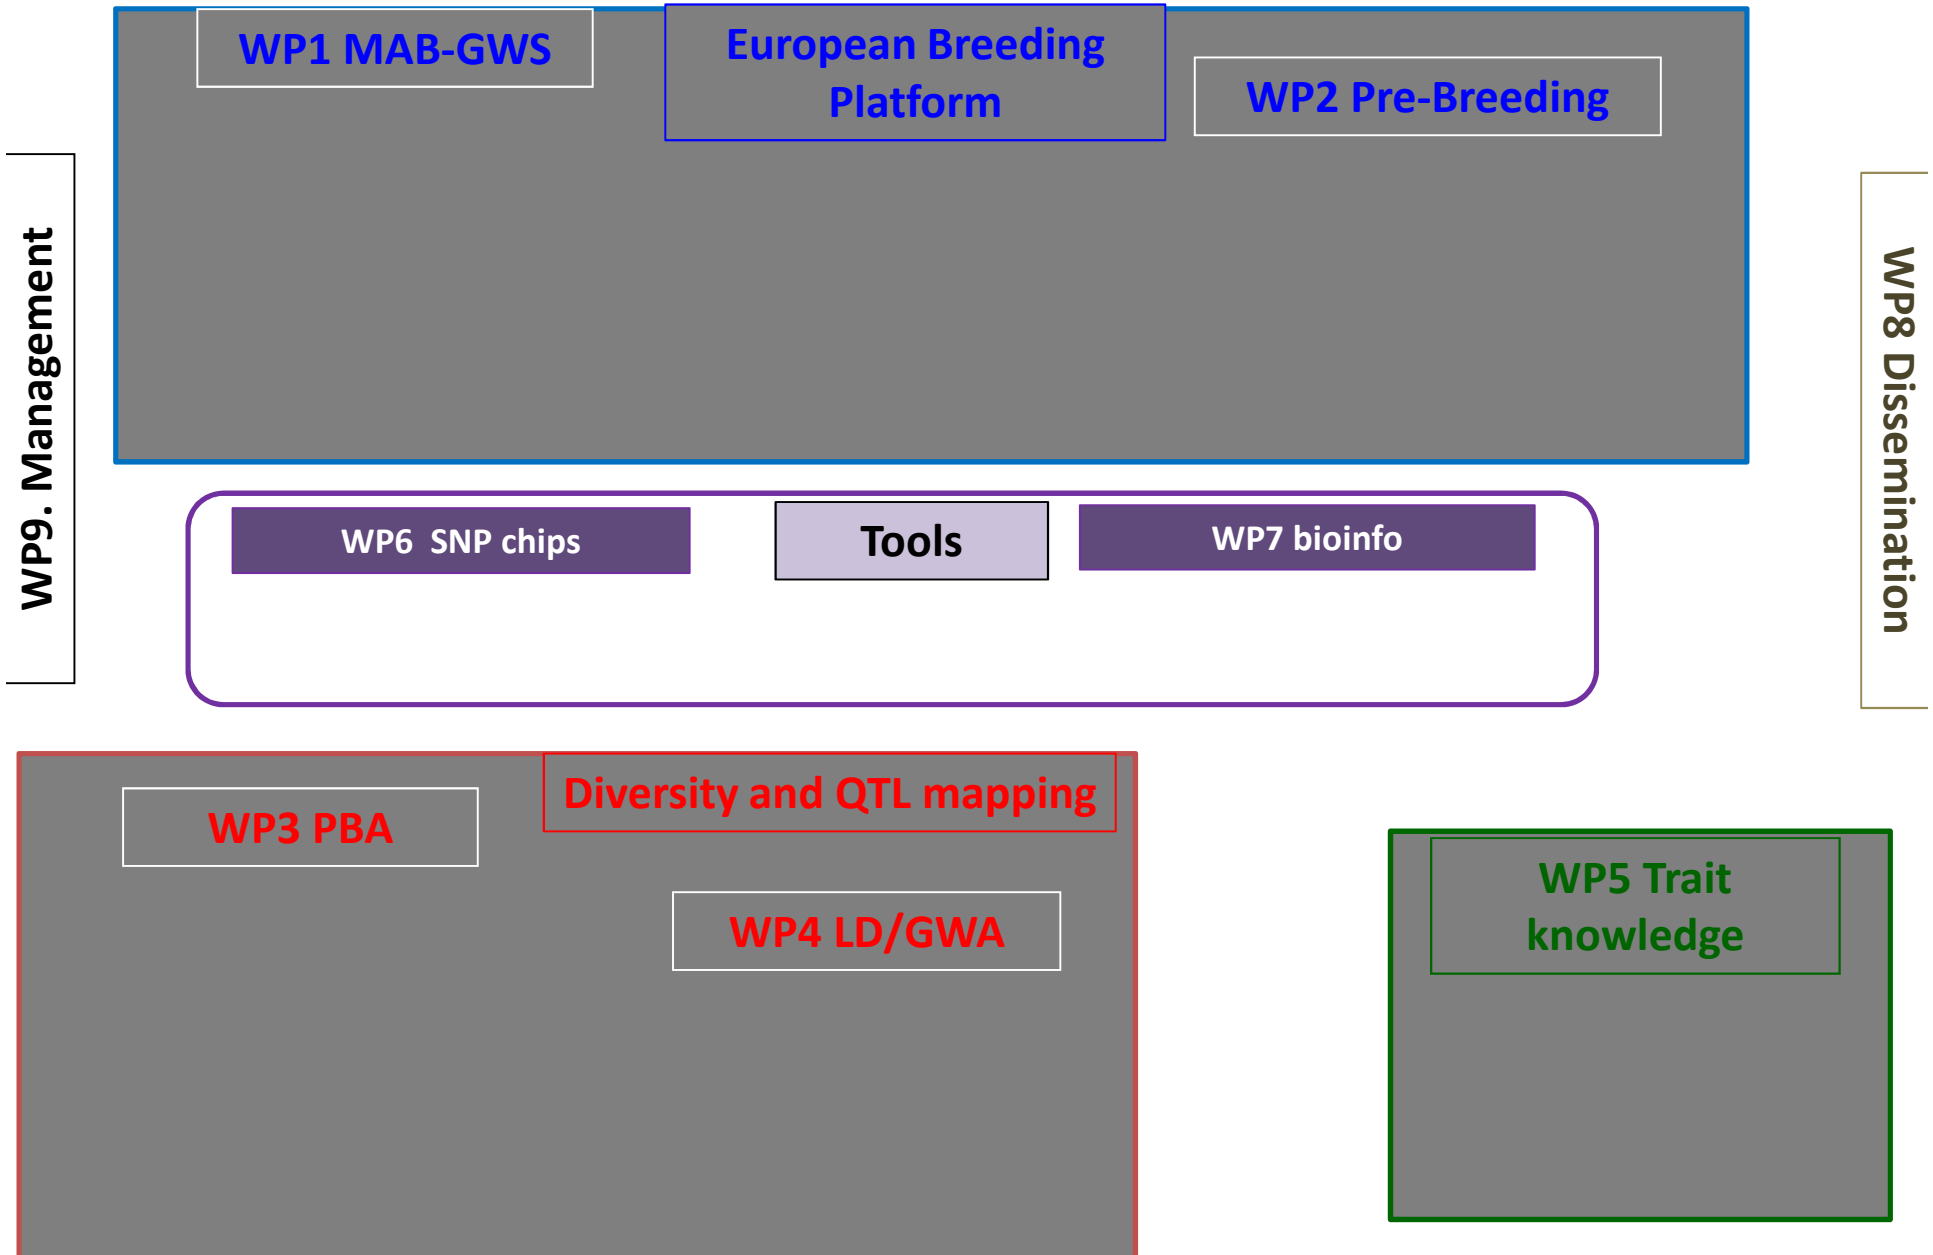 WP1 MAB-GWS
European Breeding
Platform
WP2 Pre-Breeding
WP9. Management
WP8 Dissemination
WP6 SNP chips
Tools
WP7 bioinfo
Diversity and QTL mapping
WP3 PBA
WP4 LD/GWA
WP5 Trait
knowledge